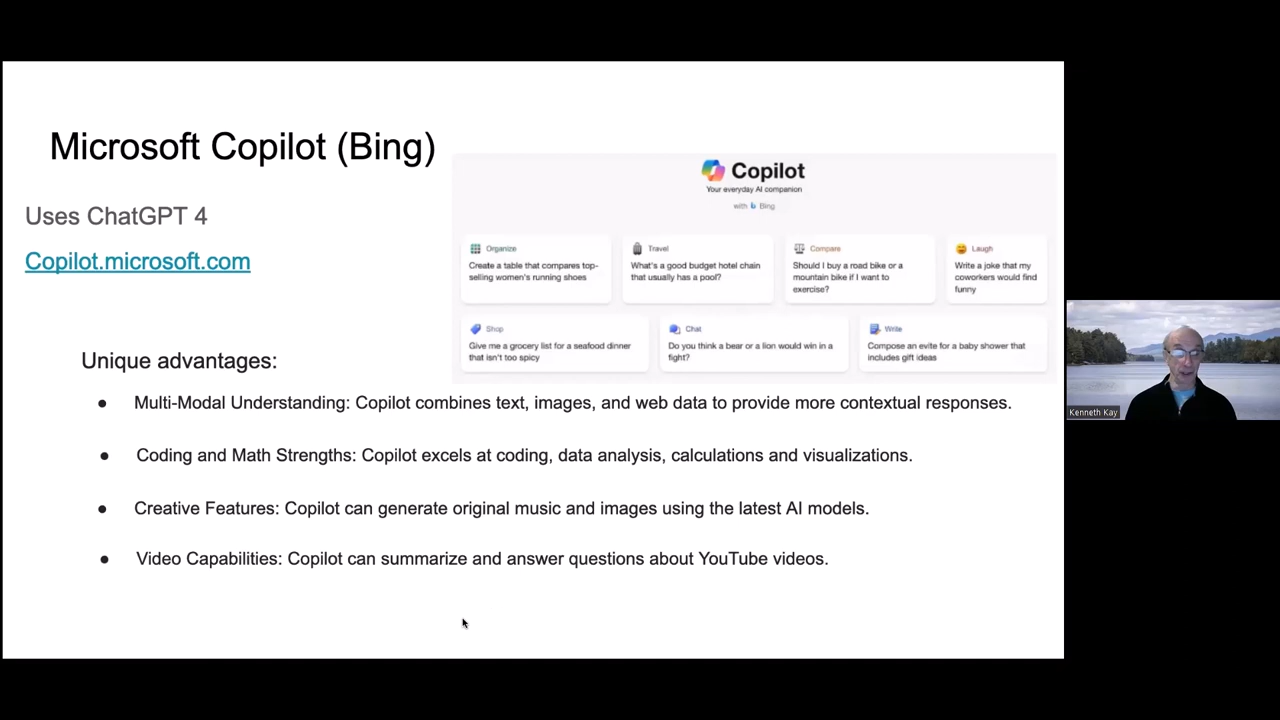 Microsoft Copilot (Bing)
Uses ChatGPT 4
Copilot.microsoft.com
Copilot
Your everyday AI companion
with Bing
Organize
Create a table that compares top-
selling women's running shoes
Travel
What's a good budget hotel chain
that usually has a pool?
Compare
Should I buy a road bike or a
mountain bike if I want to
exercise?
Laugh
Write a joke that my
coworkers would find
funny
Shop
Give me a grocery list for a seafood dinner
that isn't too spicy
Chat
Do you think a bear or a lion would win in a
fight?
Write
Compose an evite for a baby shower that
includes gift ideas
Unique advantages:
● Multi-Modal Understanding: Copilot combines text, images, and web data to provide more contextual responses.
● Coding and Math Strengths: Copilot excels at coding, data analysis, calculations and visualizations.
● Creative Features: Copilot can generate original music and images using the latest AI models.
● Video Capabilities: Copilot can summarize and answer questions about YouTube videos.
Kenneth Kay